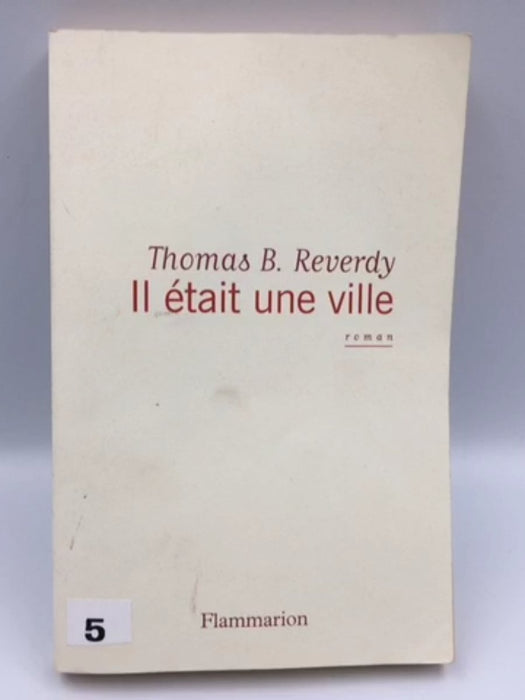 Thomas B. Reverdy
Il était une ville
roman
Flammarion
5